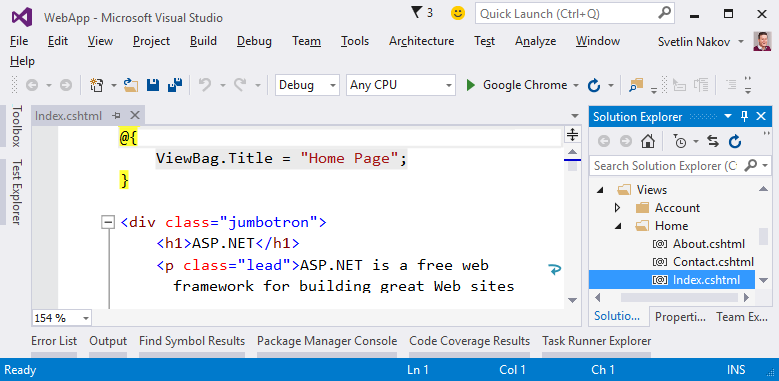 WebApp - Microsoft Visual Studio
3
Quick Launch (Ctrl+Q)
File Edit View Project Build Debug Team Tools Architecture Test Analyze Window
Svetlin Nakov
Help
Debug
Any CPU
Google Chrome
Toolbox
Test Explorer
Index.cshtml
@{
ViewBag.Title = "Home Page";
}
<div class="jumbotron">
<h1>ASP.NET</h1>
<p class="lead">ASP.NET is a free web
framework for building great Web sites
154 %
Solution Explorer
Search Solution Explorer (C
Views
Account
Home
[@] About.cshtml
[@] Contact.cshtml
[@] Index.cshtml
Solutio... Properti... Team Ex...
Error List Output Find Symbol Results Package Manager Console Code Coverage Results Task Runner Explorer
Ready Ln 1 Col 1 Ch 1 INS